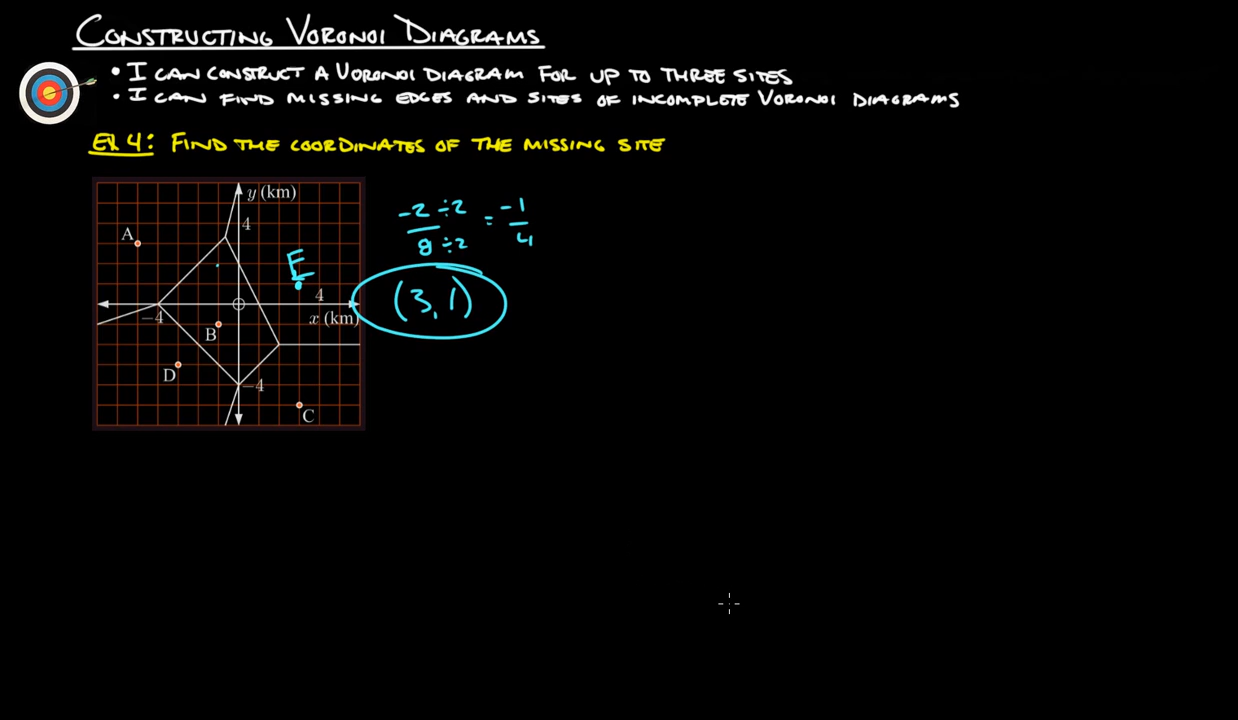 CONSTRUCTING VORONOI DIAGRAMS
• I CAN CONSTRUCT A VORONOI DIAGRAM FOR UP TO THREE SITES
• I CAN FIND MISSING EDGES AND SITES OF INCOMPLETE VORONOI DIAGRAMS
EX 4: FIND THE COORDINATES OF THE MISSING SITE
y (km)
4
A
E
-4
4
x (km)
B
D
-4
C
-2 ÷2 / 8 ÷2 = -1 / 4
(3, 1)